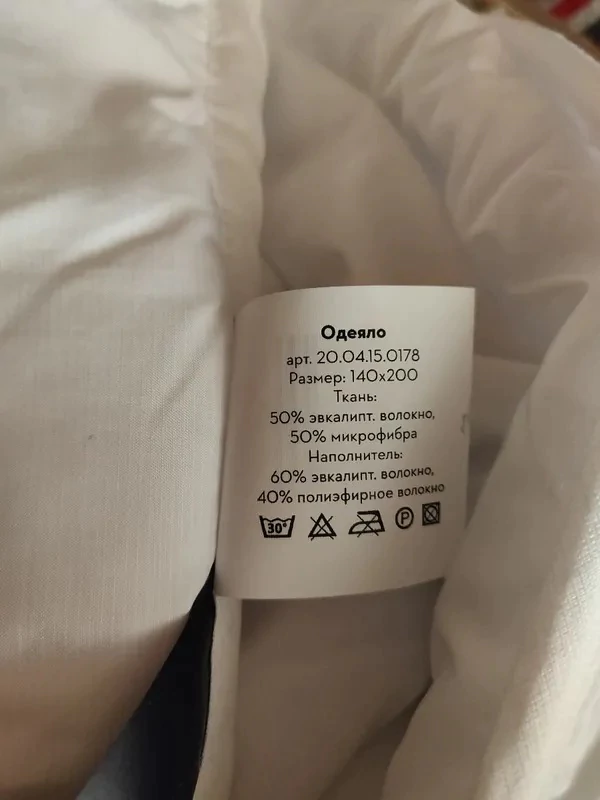 Одеяло
арт. 20.04.15.0178
Размер: 140х200
Ткань:
50% эвкалипт. волокно,
50% микрофибра
Наполнитель:
60% эвкалипт. волокно,
40% полиэфирное волокно
30°
P